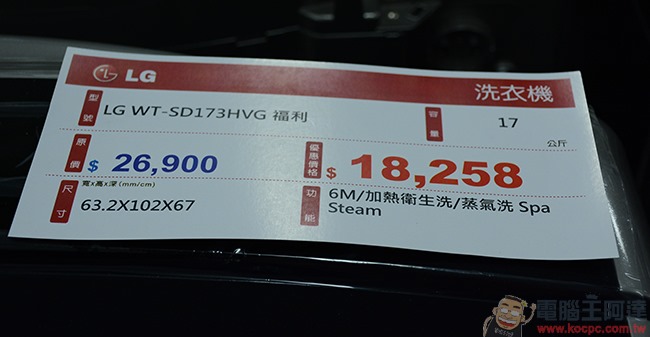 LG 洗衣機
型號 LG WT-SD173HVG 福利 容量 17 公斤
原價 $ 26,900 優惠價格 $ 18,258
寬x高x深 (mm/cm)
尺寸 63.2X102X67 功能 6M/加熱衛生洗/蒸氣洗 Spa
Steam
電腦王阿達
www.kocpc.com.tw